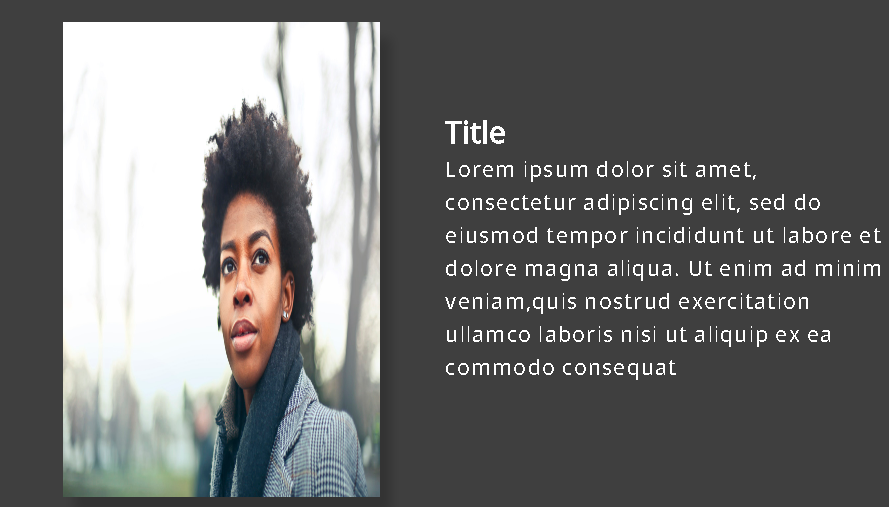 Title
Lorem ipsum dolor sit amet,
consectetur adipiscing elit, sed do
eiusmod tempor incididunt ut labore et
dolore magna aliqua. Ut enim ad minim
veniam,quis nostrud exercitation
ullamco laboris nisi ut aliquip ex ea
commodo consequat